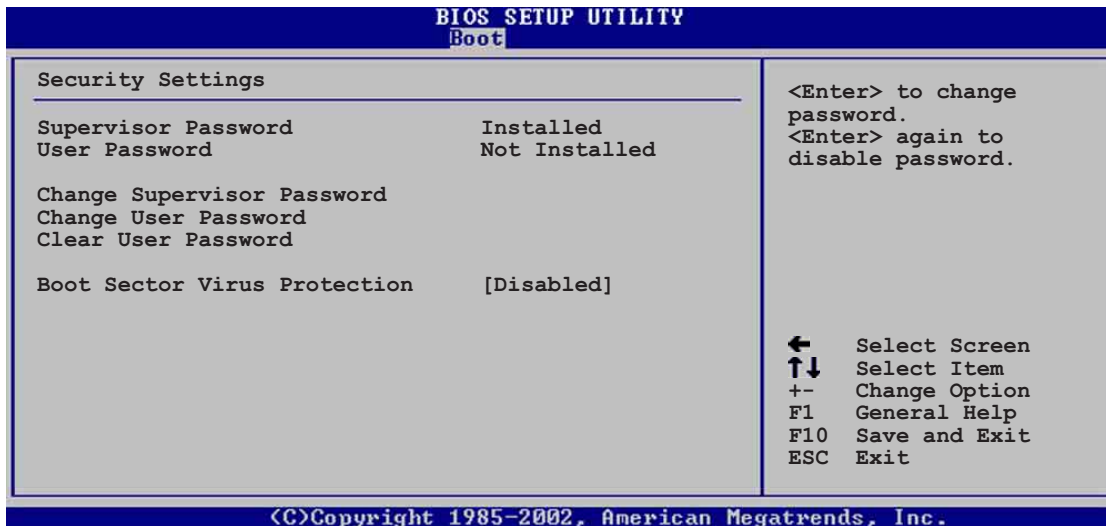 BIOS SETUP UTILITY
Boot
Security Settings
Supervisor Password Installed
User Password Not Installed
Change Supervisor Password
Change User Password
Clear User Password
Boot Sector Virus Protection [Disabled]
<Enter> to change
password.
<Enter> again to
disable password.
← Select Screen
↑↓ Select Item
+- Change Option
F1 General Help
F10 Save and Exit
ESC Exit
(C)Copyright 1985-2002, American Megatrends, Inc.